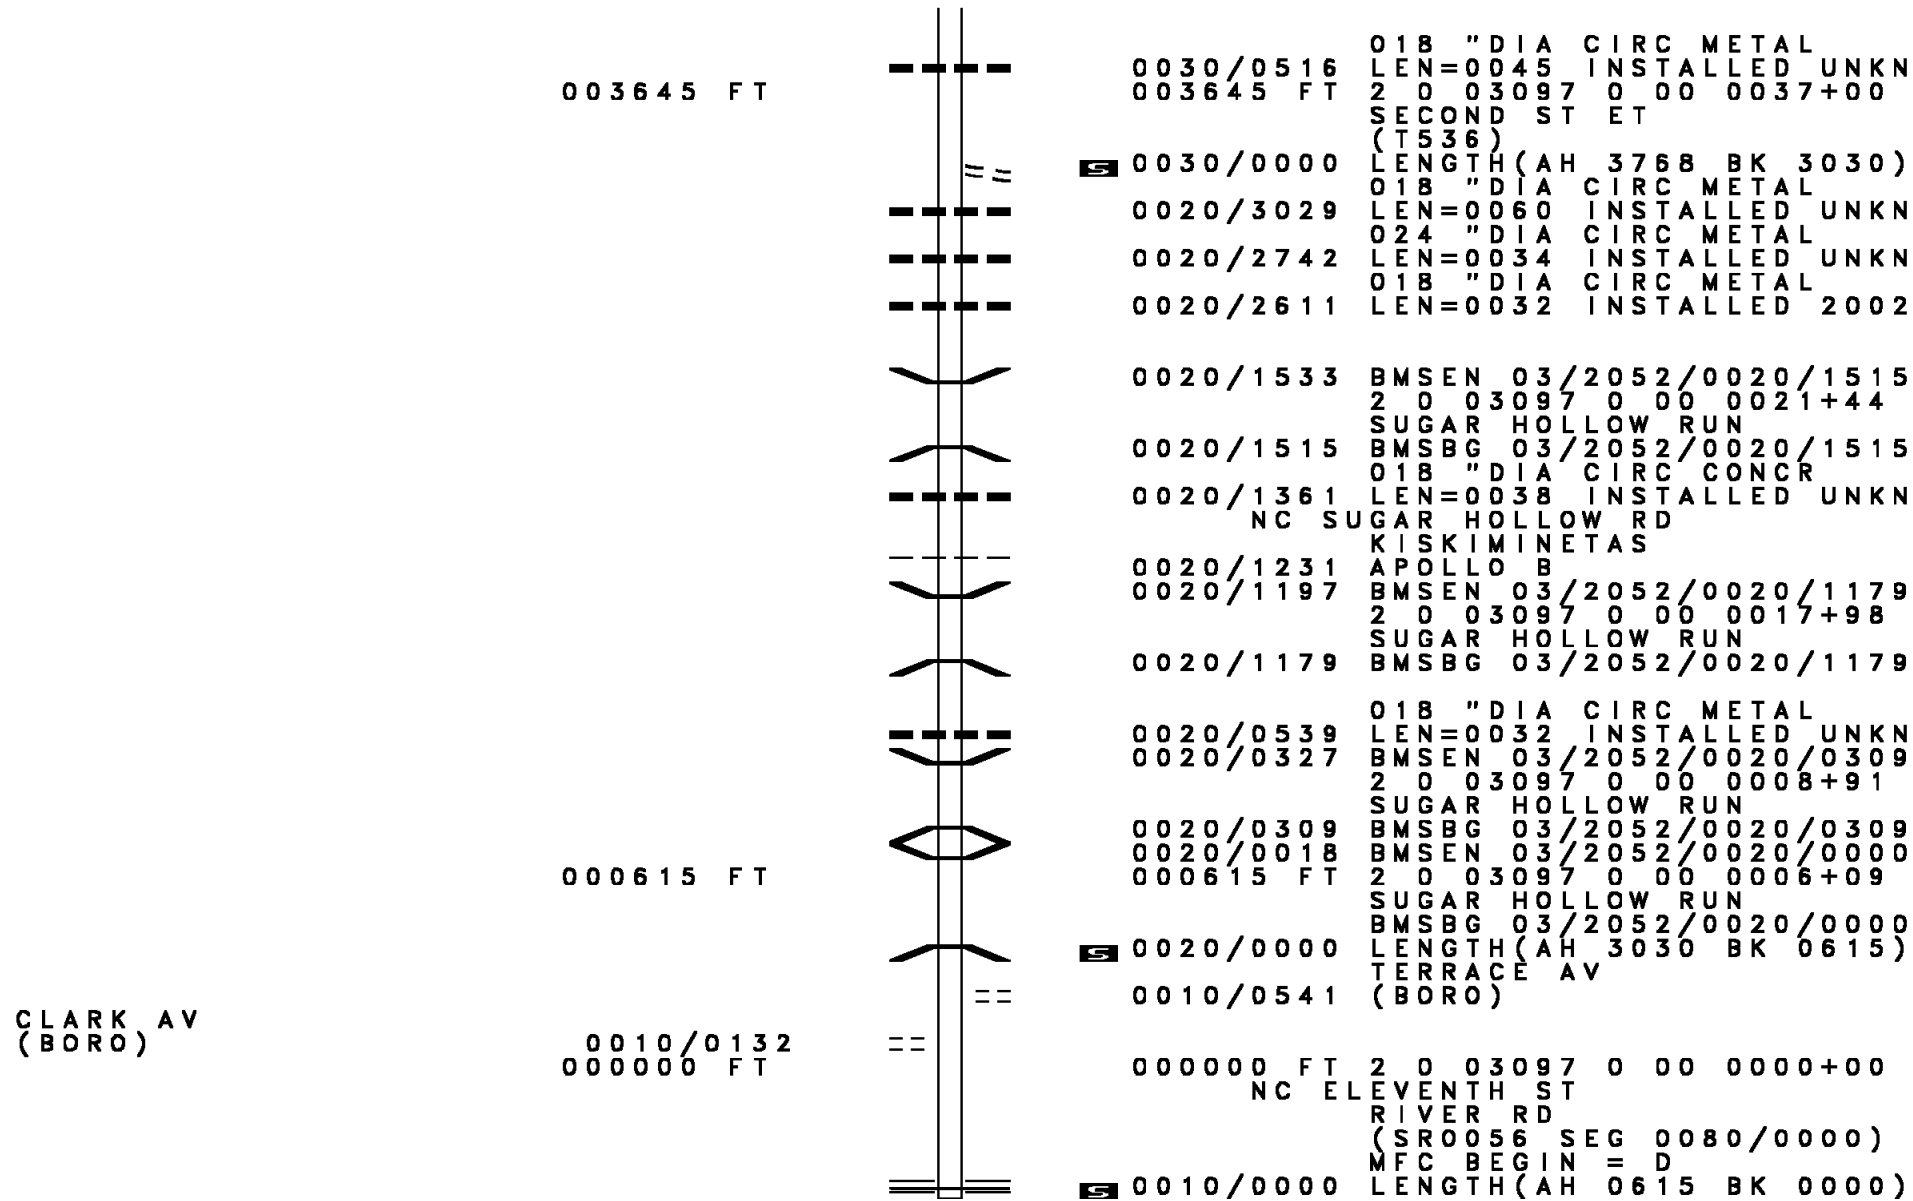 018 "DIA CIRC METAL
0030/0516 LEN=0045 INSTALLED UNKN
003645 FT 003645 FT 2 0 03097 0 00 0037+00
SECOND ST ET
(T536)
S 0030/0000 LENGTH(AH 3768 BK 3030)
018 "DIA CIRC METAL
0020/3029 LEN=0060 INSTALLED UNKN
024 "DIA CIRC METAL
0020/2742 LEN=0034 INSTALLED UNKN
018 "DIA CIRC METAL
0020/2611 LEN=0032 INSTALLED 2002
0020/1533 BMSEN 03/2052/0020/1515
2 0 03097 0 00 0021+44
SUGAR HOLLOW RUN
0020/1515 BMSBG 03/2052/0020/1515
018 "DIA CIRC CONCR
0020/1361 LEN=0038 INSTALLED UNKN
NC SUGAR HOLLOW RD
KISKIMINETAS
0020/1231 APOLLO B
0020/1197 BMSEN 03/2052/0020/1179
2 0 03097 0 00 0017+98
SUGAR HOLLOW RUN
0020/1179 BMSBG 03/2052/0020/1179
018 "DIA CIRC METAL
0020/0539 LEN=0032 INSTALLED UNKN
0020/0327 BMSEN 03/2052/0020/0309
2 0 03097 0 00 0008+91
SUGAR HOLLOW RUN
0020/0309 BMSBG 03/2052/0020/0309
0020/0018 BMSEN 03/2052/0020/0000
000615 FT 000615 FT 2 0 03097 0 00 0006+09
SUGAR HOLLOW RUN
BMSBG 03/2052/0020/0000
S 0020/0000 LENGTH(AH 3030 BK 0615)
TERRACE AV
0010/0541 (BORO)
CLARK AV
(BORO) 0010/0132
000000 FT 000000 FT 2 0 03097 0 00 0000+00
NC ELEVENTH ST
RIVER RD
(SR0056 SEG 0080/0000)
MFC BEGIN = D
S 0010/0000 LENGTH(AH 0615 BK 0000)